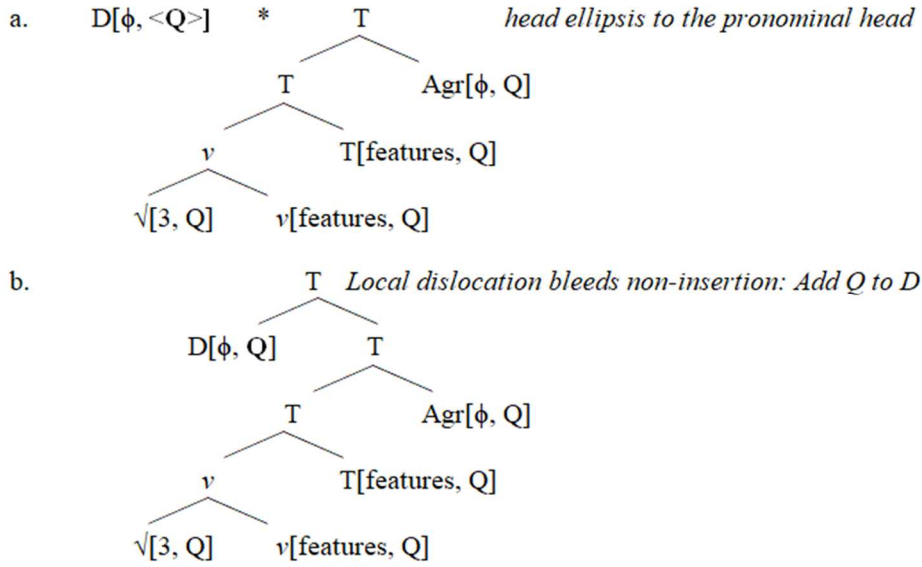 a. D[ϕ, <Q>] * T head ellipsis to the pronominal head
T Agr[ϕ, Q]
v T[features, Q]
√[3, Q] v[features, Q]
b. T Local dislocation bleeds non-insertion: Add Q to D
D[ϕ, Q] T
T Agr[ϕ, Q]
v T[features, Q]
√[3, Q] v[features, Q]